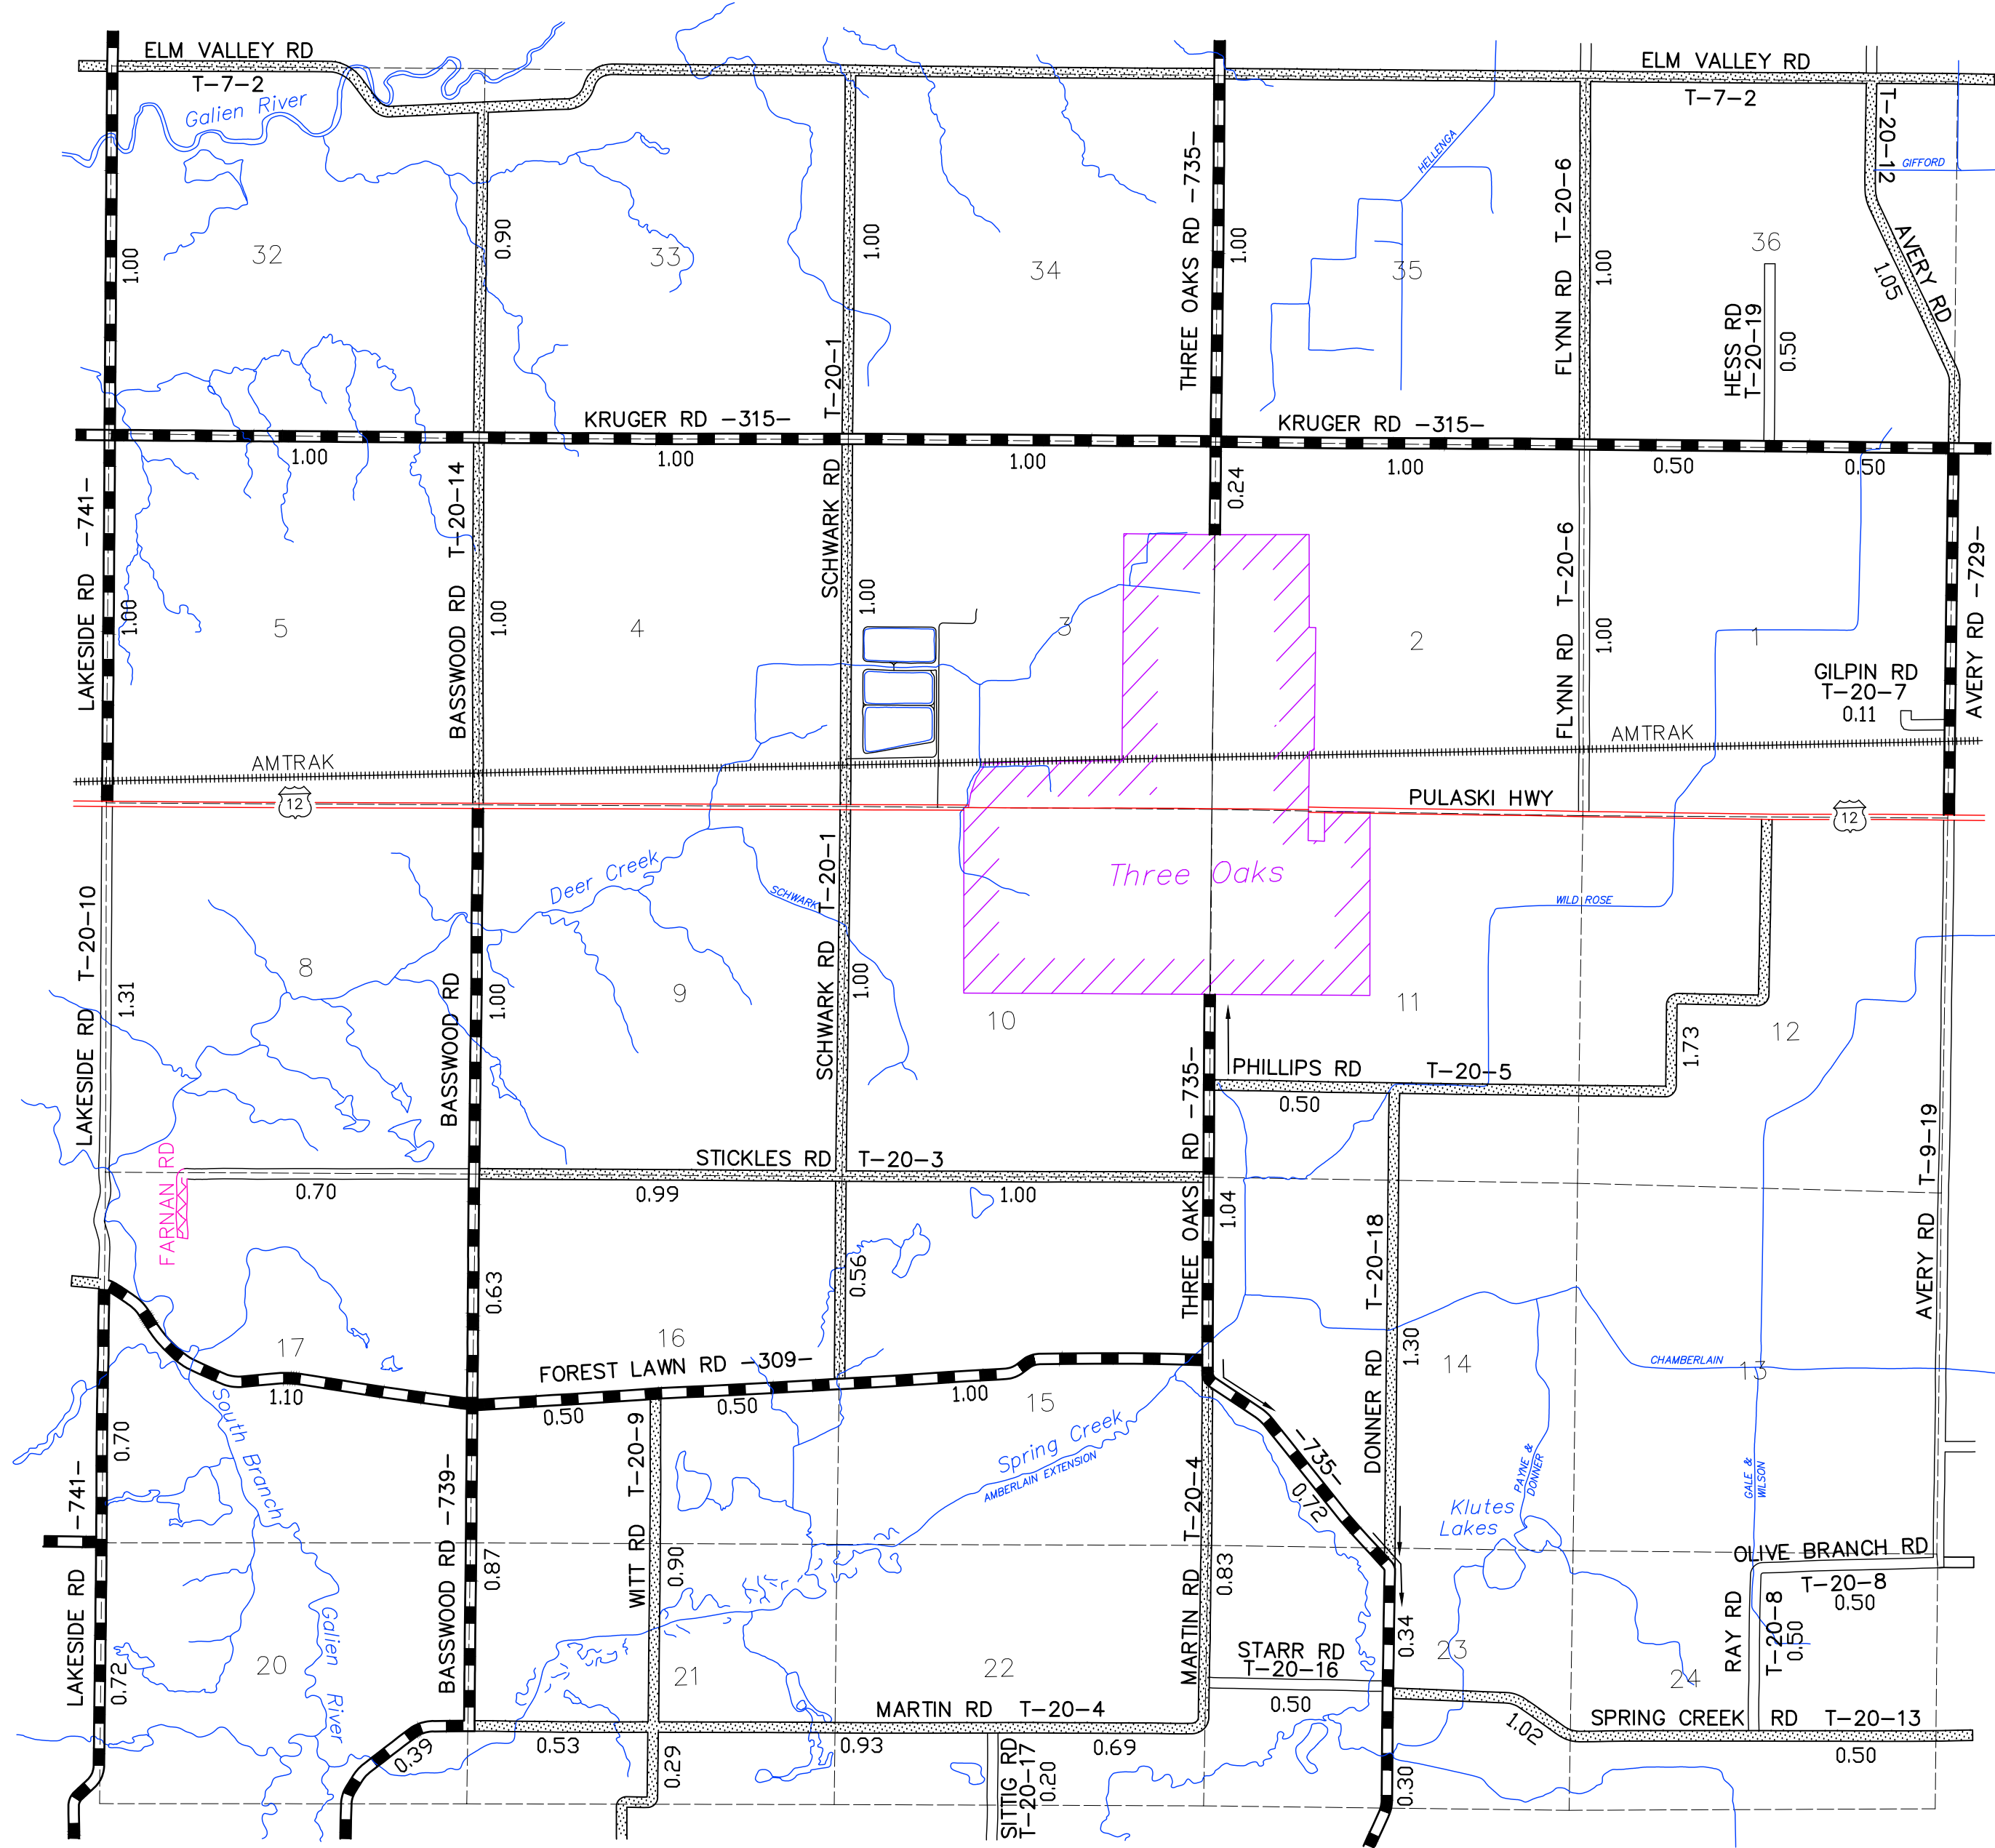 ELM VALLEY RD
T-7-2
Galien River
ELM VALLEY RD
T-7-2
T-20-12
GIFFORD
HELLENGA
AVERY RD
1.05
32
33
34
35
36
1.00
0.90
1.00
1.00
1.00
THREE OAKS RD -735-
FLYNN RD T-20-6
HESS RD
T-20-19
0.50
T-20-1
KRUGER RD -315-
KRUGER RD -315-
1.00
1.00
1.00
1.00
0.50
0.50
0.24
LAKESIDE RD -741-
1.00
BASSWOOD RD T-20-14
1.00
SCHWARK RD
1.00
FLYNN RD T-20-6
1.00
AVERY RD -729-
5
4
3
2
1
GILPIN RD
T-20-7
0.11
AMTRAK
AMTRAK
12
PULASKI HWY
12
Three Oaks
Deer Creek
SCHWARK
T-20-1
WILD ROSE
LAKESIDE RD T-20-10
1.31
BASSWOOD RD
1.00
SCHWARK RD
1.00
8
9
10
11
12
1.73
PHILLIPS RD T-20-5
0.50
BASSWOOD RD
THREE OAKS RD -735-
1.04
AVERY RD T-9-19
FARNAN RD
STICKLES RD T-20-3
0.70
0.99
1.00
0.63
0.56
DONNER RD T-20-18
1.30
17
16
15
14
13
FOREST LAWN RD -309-
1.10
0.50
0.50
1.00
CHAMBERLAIN
0.70
-741-
South Branch
Galien River
BASSWOOD RD -739-
0.87
WITT RD T-20-9
0.90
Spring Creek
AMBERLAIN EXTENSION
MARTIN RD T-20-4
0.83
-735-
0.72
PAYNE &
DONNER
GALE &
WILSON
Klutes
Lakes
OLIVE BRANCH RD
T-20-8
0.50
RAY RD
T-20-8
0.50
LAKESIDE RD
0.72
20
21
22
23
24
STARR RD
T-20-16
0.50
0.34
MARTIN RD T-20-4
0.39
0.53
0.29
0.93
0.69
SITTIG RD
T-20-17
0.20
1.02
SPRING CREEK RD T-20-13
0.50
0.30